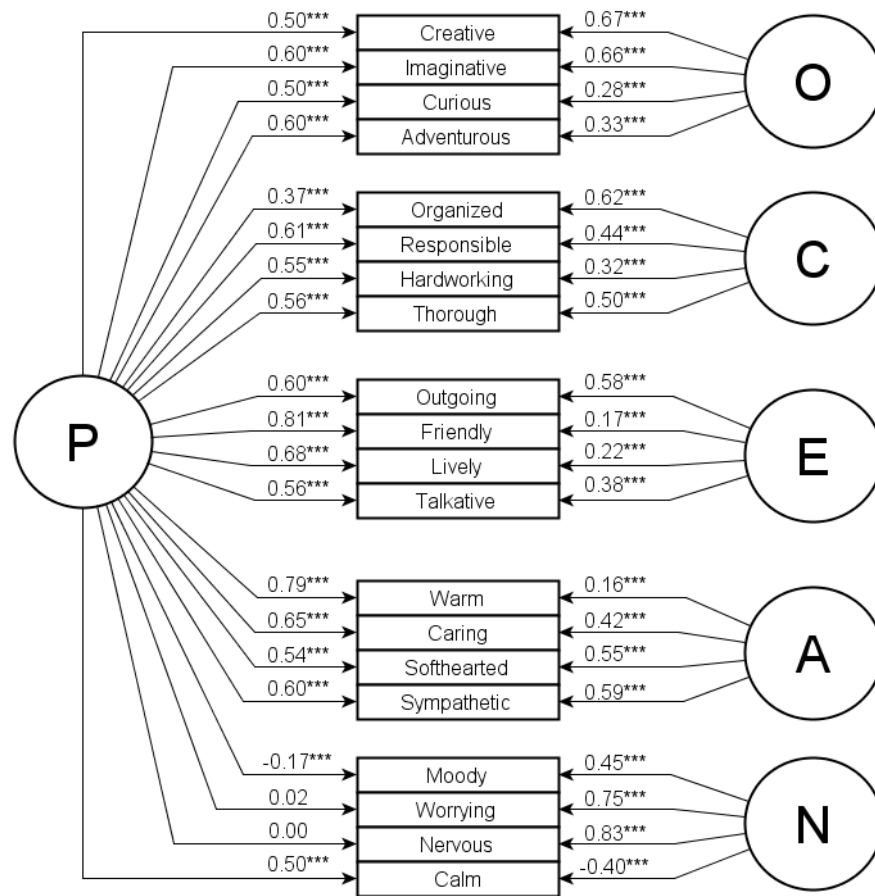 0.50*** Creative 0.67***
0.60*** Imaginative 0.66***
0.50*** Curious 0.28***
0.60*** Adventurous 0.33***
O
0.37*** Organized 0.62***
0.61*** Responsible 0.44***
0.55*** Hardworking 0.32***
0.56*** Thorough 0.50***
C
P
0.60*** Outgoing 0.58***
0.81*** Friendly 0.17***
0.68*** Lively 0.22***
0.56*** Talkative 0.38***
E
0.79*** Warm 0.16***
0.65*** Caring 0.42***
0.54*** Softhearted 0.55***
0.60*** Sympathetic 0.59***
A
-0.17*** Moody 0.45***
0.02 Worrying 0.75***
0.00 Nervous 0.83***
0.50*** Calm -0.40***
N